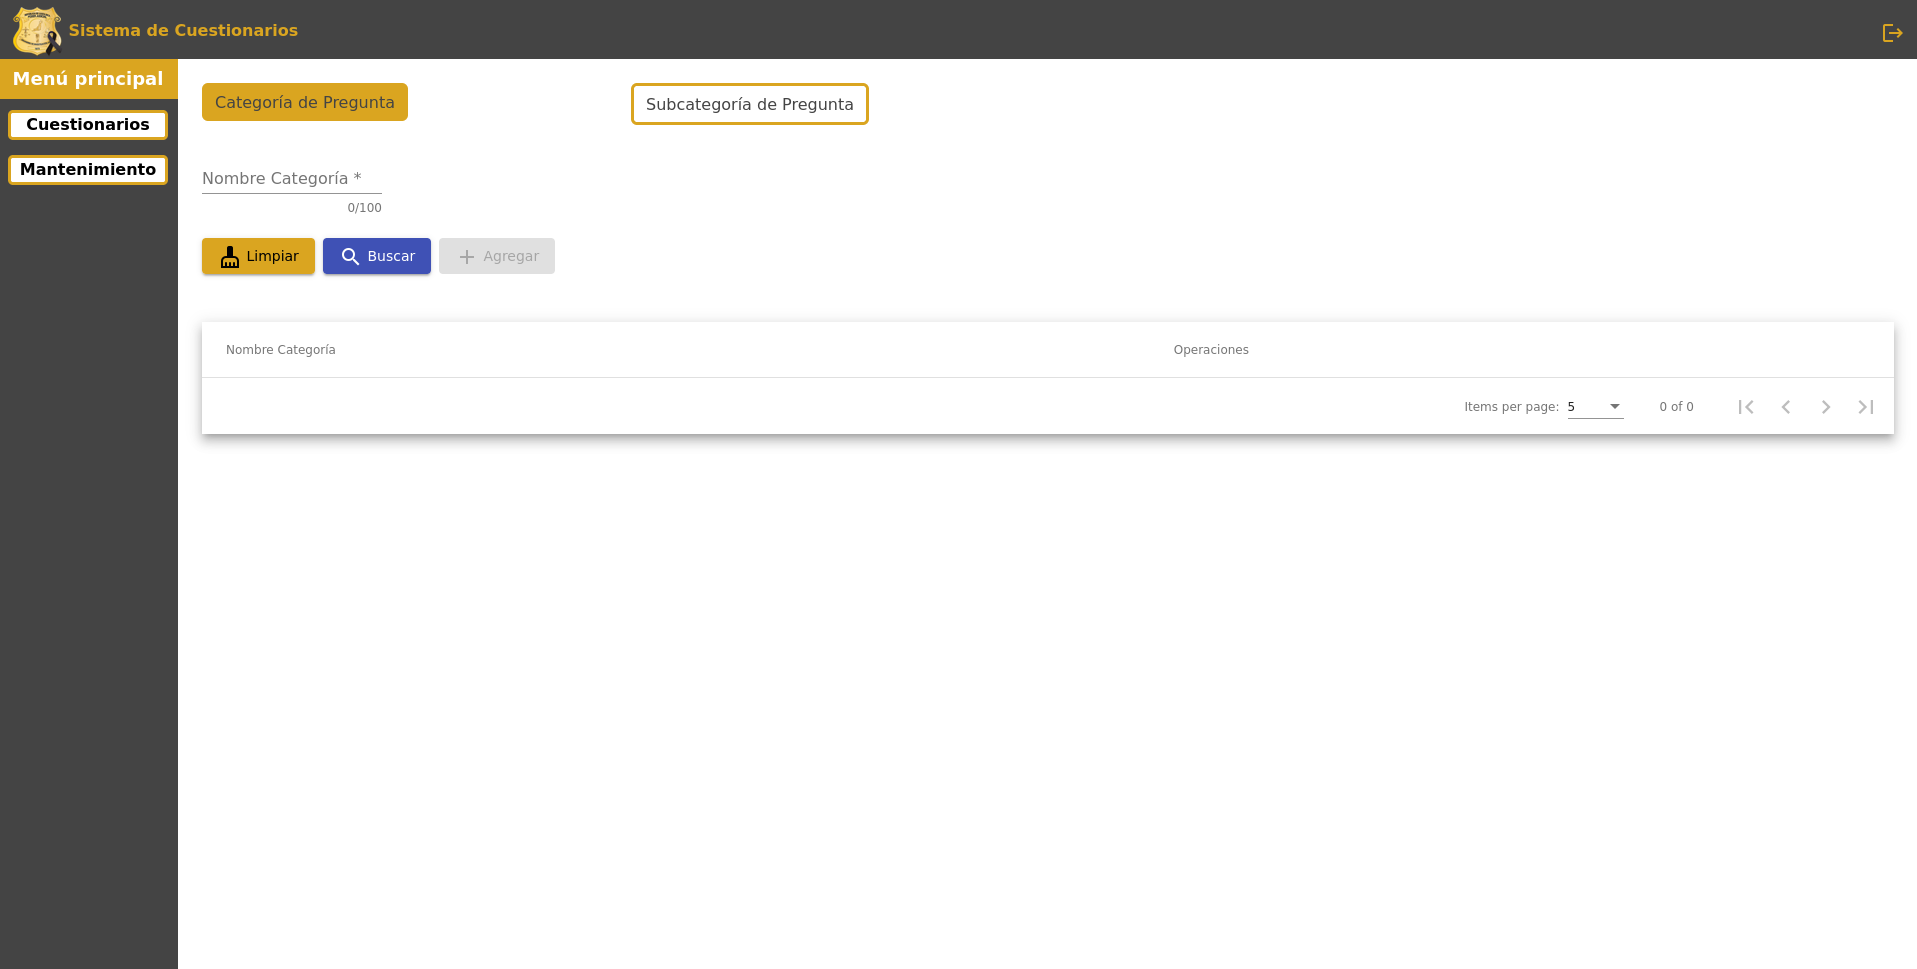 Sistema de Cuestionarios
Menú principal
Cuestionarios
Mantenimiento
Categoría de Pregunta
Subcategoría de Pregunta
Nombre Categoría *
0/100
Limpiar
Buscar
Agregar
Nombre Categoría
Operaciones
Items per page:
5
0 of 0